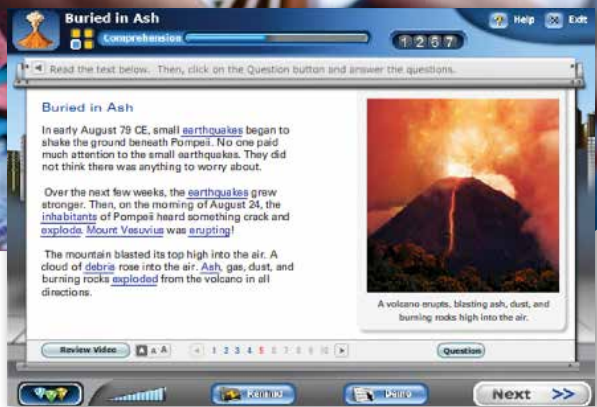 Buried in Ash
Comprehension
1267
Help
Exit
Read the text below. Then, click on the Question button and answer the questions.
Buried in Ash
In early August 79 CE, small earthquakes began to
shake the ground beneath Pompeii. No one paid
much attention to the small earthquakes. They did
not think there was anything to worry about.
Over the next few weeks, the earthquakes grew
stronger. Then, on the morning of August 24, the
inhabitants of Pompeii heard something crack and
explode. Mount Vesuvius was erupting!
The mountain blasted its top high into the air. A
cloud of debris rose into the air. Ash, gas, dust, and
burning rocks exploded from the volcano in all
directions.
A volcano erupts, blasting ash, dust, and
burning rocks high into the air.
Review Video
A A A
1 2 3 4 5 6 7 8 9 10
Question
Rewind
Demo
Next >>